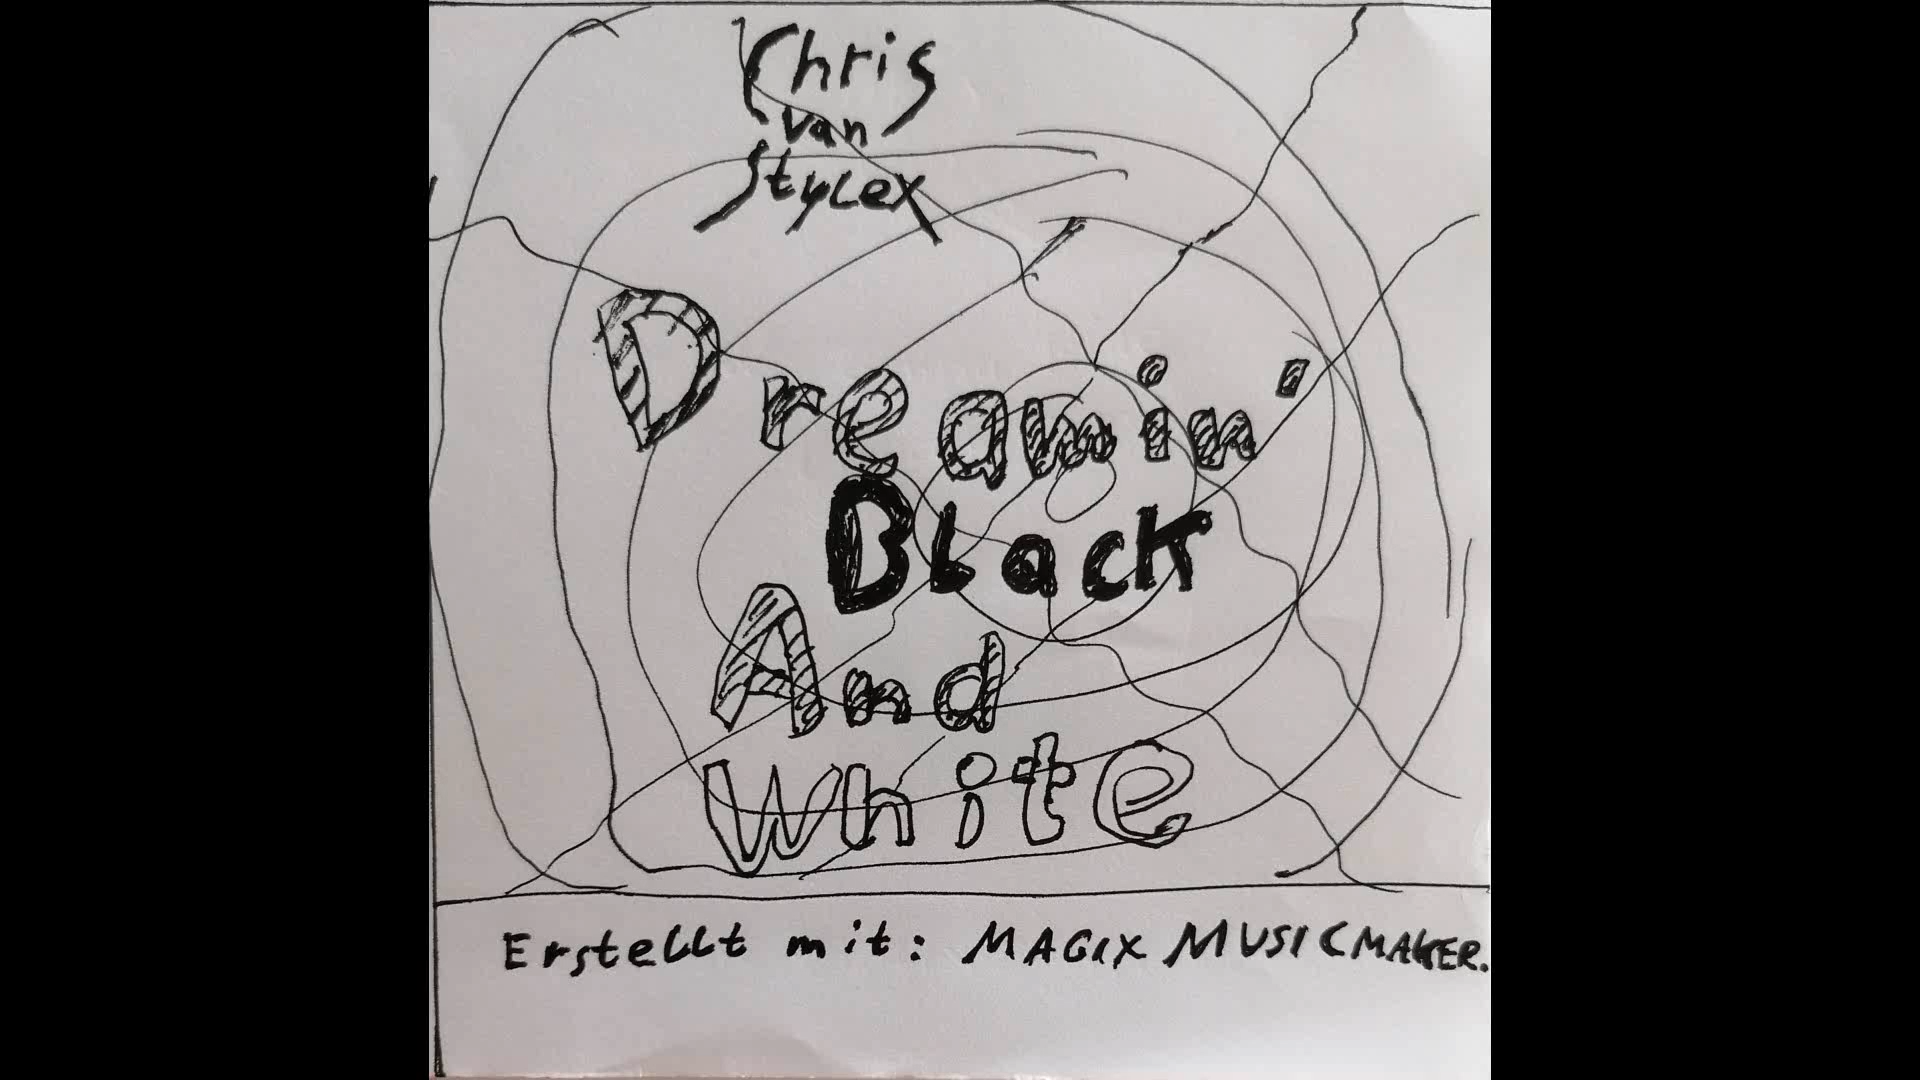 Chris
van
Stylex
Dreamin'
Black
And
White
Erstellt mit: MAGIX MUSICMAKER.